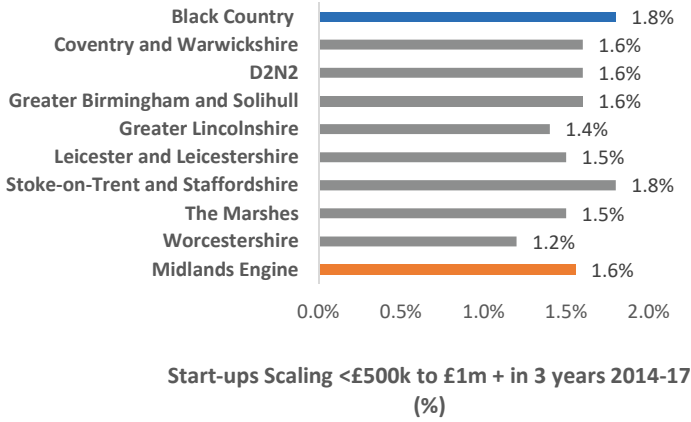 Black Country 1.8%
Coventry and Warwickshire 1.6%
D2N2 1.6%
Greater Birmingham and Solihull 1.6%
Greater Lincolnshire 1.4%
Leicester and Leicestershire 1.5%
Stoke-on-Trent and Staffordshire 1.8%
The Marshes 1.5%
Worcestershire 1.2%
Midlands Engine 1.6%
0.0% 0.5% 1.0% 1.5% 2.0%
Start-ups Scaling <£500k to £1m + in 3 years 2014-17
(%)